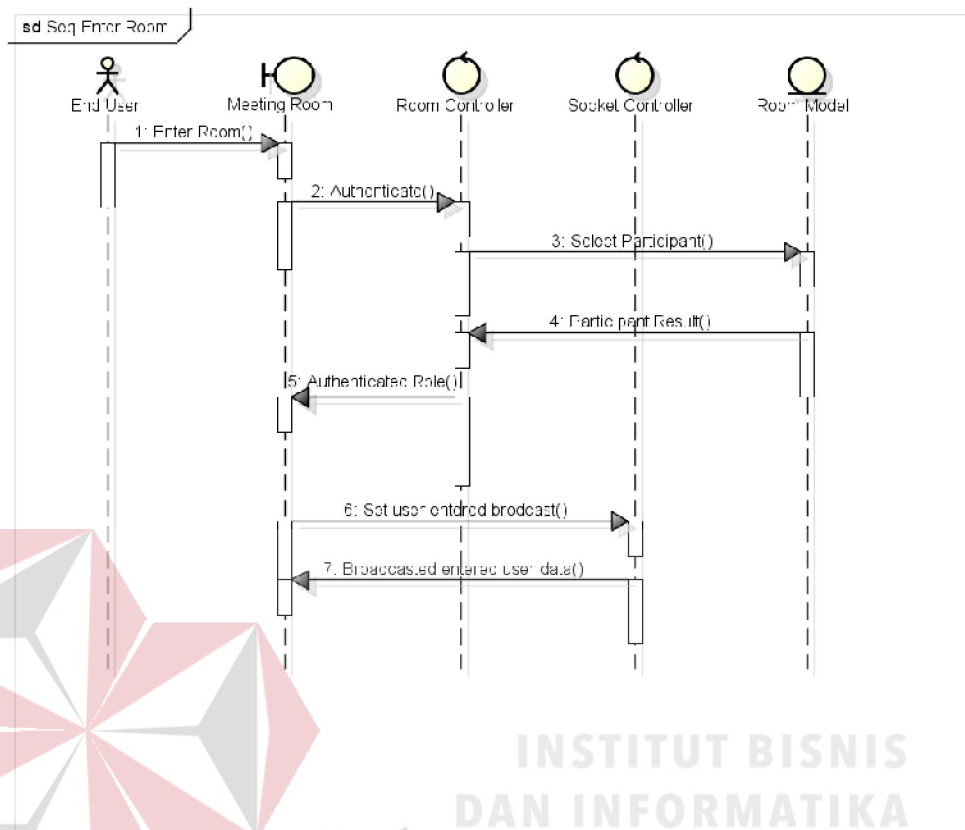 sd Seq Enter Room
End User
Meeting Room
Room Controller
Socket Controller
Room Model
1: Enter Room()
2: Authenticate()
3: Select Participant()
4: Participant Result()
5: Authenticated Role()
6: Set user entered brodcast()
7: Broadcasted entered user data()
INSTITUT BISNIS
DAN INFORMATIKA